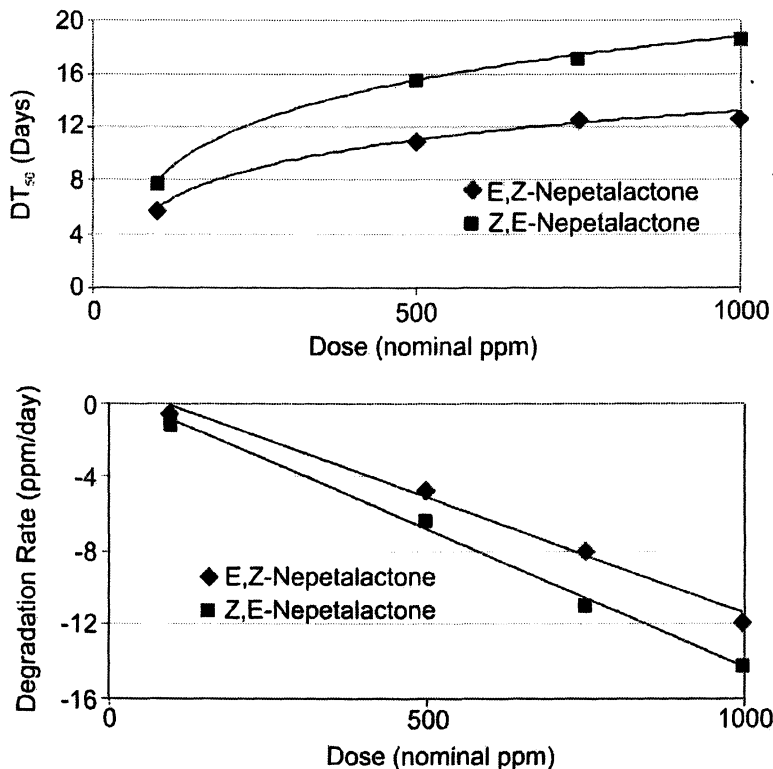 20
16
12
8
4
0
DT₅₀ (Days)
E,Z-Nepetalactone
Z,E-Nepetalactone
0
500
1000
Dose (nominal ppm)
0
-4
-8
-12
-16
Degradation Rate (ppm/day)
E,Z-Nepetalactone
Z,E-Nepetalactone
0
500
1000
Dose (nominal ppm)